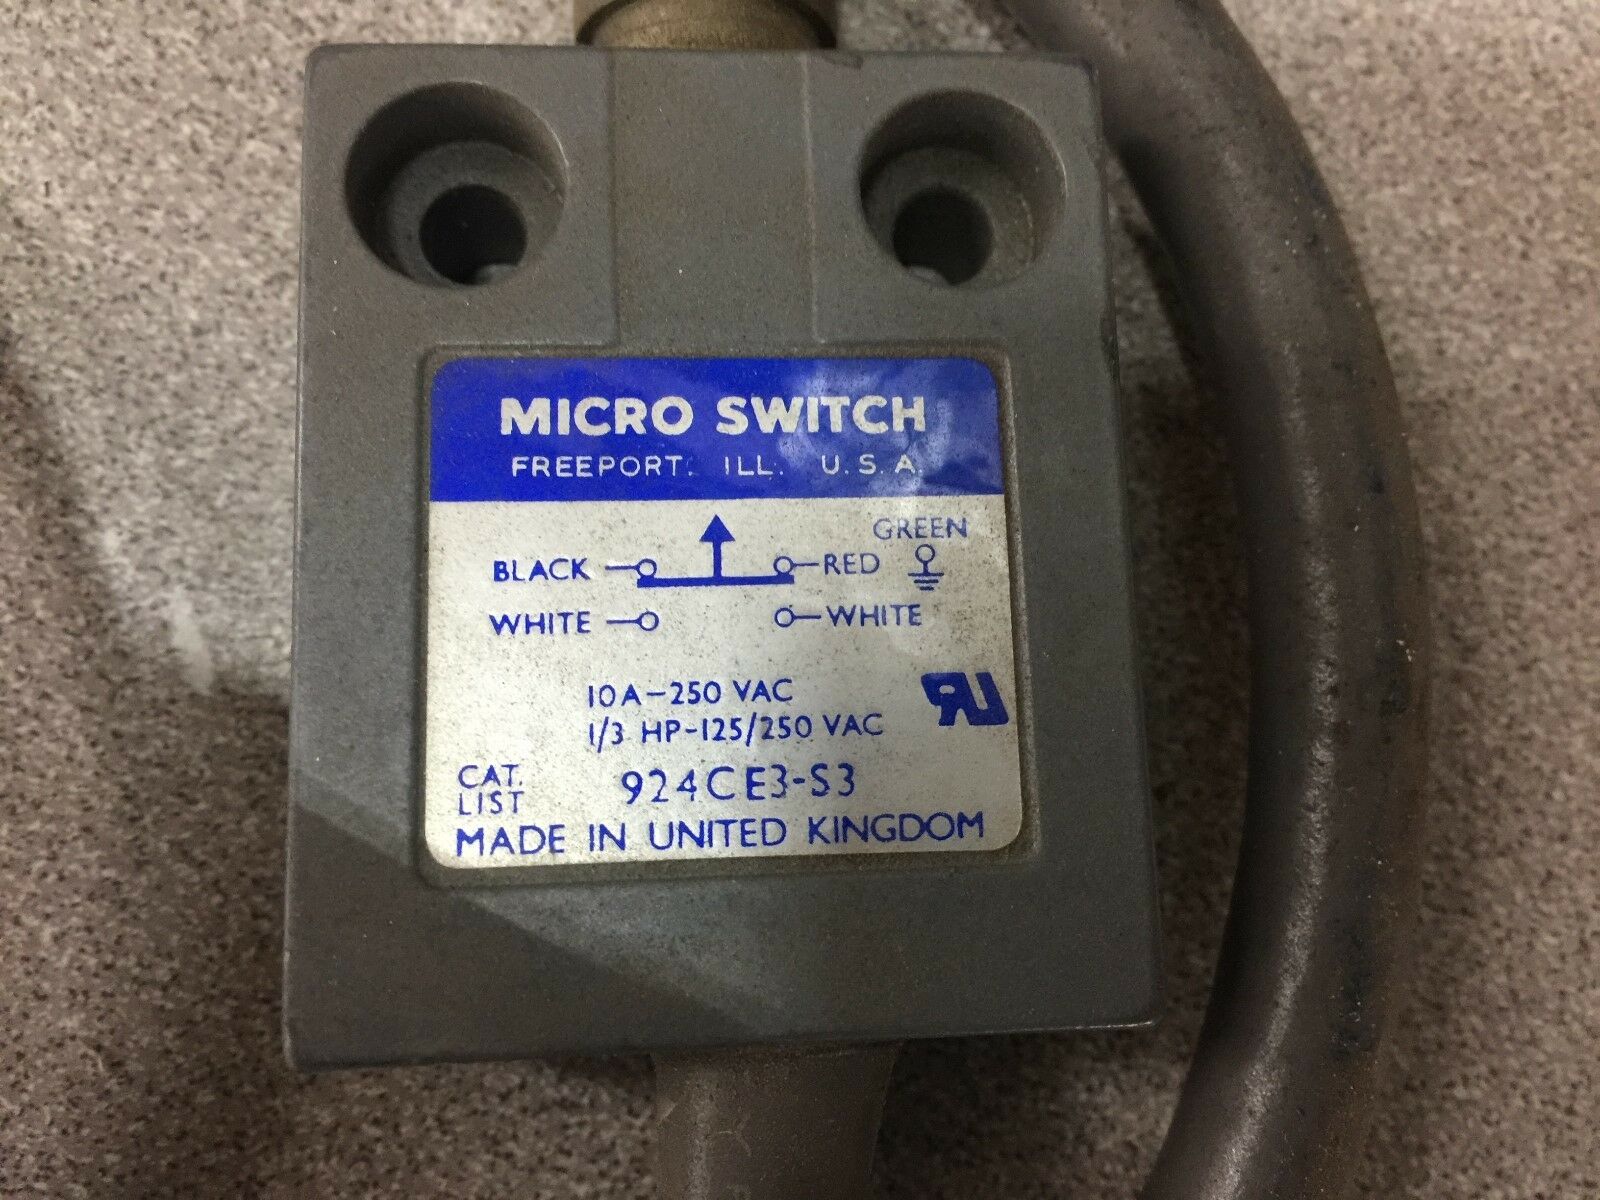 MICRO SWITCH
FREEPORT. ILL. U.S.A.
GREEN
BLACK RED
WHITE WHITE
10A-250 VAC
1/3 HP-125/250 VAC
RU
CAT. LIST 924CE3-S3
MADE IN UNITED KINGDOM